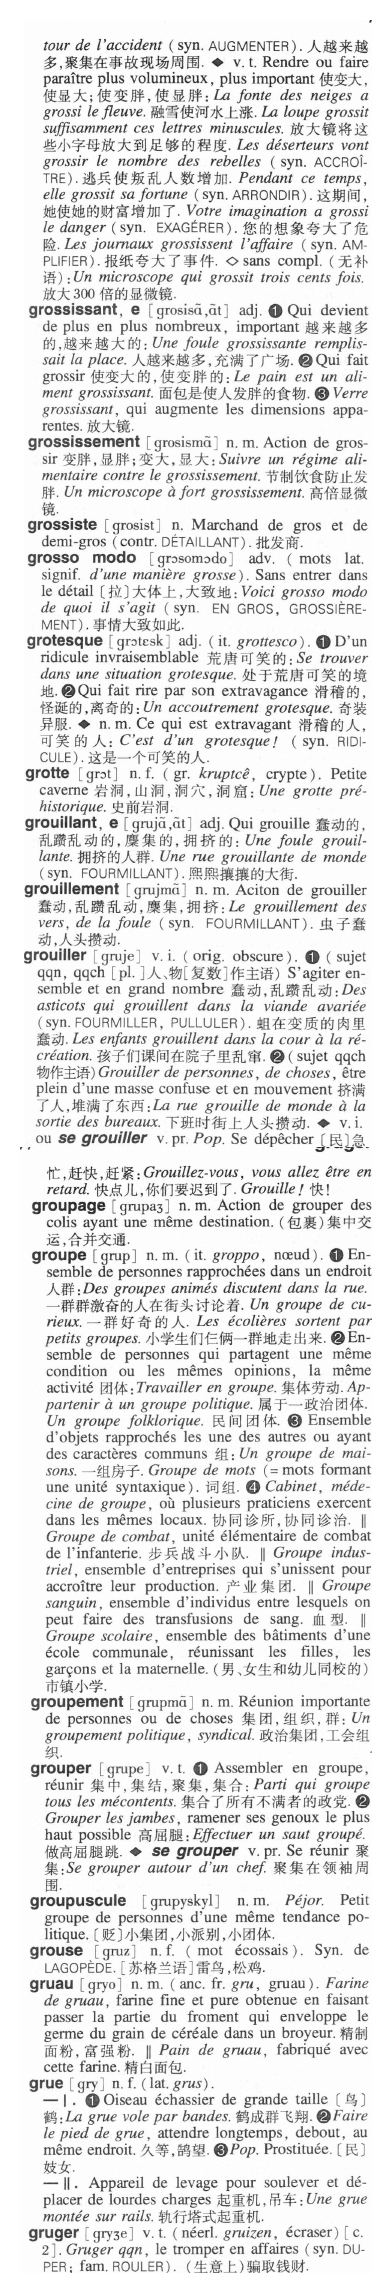 tour de l'accident (syn. AUGMENTER). 人越来越
多,聚集在事故现场周围. ◆ v. t. Rendre ou faire
paraître plus volumineux, plus important 使变大,
使显大;使变胖,使显胖: La fonte des neiges a
grossi le fleuve. 融雪使河水上涨. La loupe grossit
suffisamment ces lettres minuscules. 放大镜将这
些小字母放大到足够的程度. Les déserteurs vont
grossir le nombre des rebelles (syn. ACCROÎ-
TRE). 逃兵使叛乱人数增加. Pendant ce temps,
elle grossit sa fortune (syn. ARRONDIR). 这期间,
她使她的财富增加了. Votre imagination a grossi
le danger (syn. EXAGÉRER). 您的想象夸大了危
险. Les journaux grossissent l'affaire (syn. AM-
PLIFIER). 报纸夸大了事件. ◇ sans compl. (无补
语): Un microscope qui grossit trois cents fois.
放大 300 倍的显微镜.
grossissant, e [grosisɑ̃,ɑ̃t] adj. ❶ Qui devient
de plus en plus nombreux, important 越来越多
的,越来越大的: Une foule grossissante remplis-
sait la place. 人越来越多,充满了广场. ❷ Qui fait
grossir 使变大的,使变胖的: Le pain est un ali-
ment grossissant. 面包是使人发胖的食物. ❸ Verre
grossissant, qui augmente les dimensions appa-
rentes. 放大镜.
grossissement [grosismɑ̃] n. m. Action de gros-
sir 变胖,显胖;变大,显大: Suivre un régime ali-
mentaire contre le grossissement. 节制饮食防止发
胖. Un microscope à fort grossissement. 高倍显微
镜.
grossiste [grosist] n. Marchand de gros et de
demi-gros (contr. DÉTAILLANT). 批发商.
grosso modo [grɔsomɔdo] adv. (mots lat.
signif. d'une manière grosse). Sans entrer dans
le détail [拉]大体上,大致地: Voici grosso modo
de quoi il s'agit (syn. EN GROS, GROSSIÈRE-
MENT). 事情大致如此.
grotesque [grɔtɛsk] adj. (it. grottesco). ❶ D'un
ridicule invraisemblable 荒唐可笑的: Se trouver
dans une situation grotesque. 处于荒唐可笑的境
地. ❷ Qui fait rire par son extravagance 滑稽的,
怪诞的,离奇的: Un accoutrement grotesque. 奇装
异服. ◆ n. m. Ce qui est extravagant 滑稽的人,
可笑的人: C'est d'un grotesque! (syn. RIDI-
CULE). 这是一个可笑的人.
grotte [grɔt] n. f. (gr. kruptcê, crypte). Petite
caverne 岩洞,山洞,洞穴,洞窟: Une grotte pré-
historique. 史前岩洞.
grouillant, e [grujɑ̃,ɑ̃t] adj. Qui grouille 蠢动的,
乱躜乱动的,麇集的,拥挤的: Une foule grouil-
lante. 拥挤的人群. Une rue grouillante de monde
(syn. FOURMILLANT). 熙熙攘攘的大街.
grouillement [grujmɑ̃] n. m. Aciton de grouiller
蠢动,乱躜乱动,麇集,拥挤: Le grouillement des
vers, de la foule (syn. FOURMILLANT). 虫子蠢
动,人头攒动.
grouiller [gruje] v. i. (orig. obscure). ❶ (sujet
qqn, qqch [pl.]人、物[复数]作主语) S'agiter en-
semble et en grand nombre 蠢动,乱躜乱动: Des
asticots qui grouillent dans la viande avariée
(syn. FOURMILLER, PULLULER). 蛆在变质的肉里
蠢动. Les enfants grouillent dans la cour à la ré-
création. 孩子们课间在院子里乱窜. ❷ (sujet qqch
物作主语) Grouiller de personnes, de choses, être
plein d'une masse confuse et en mouvement 挤满
了人,堆满了东西: La rue grouille de monde à la
sortie des bureaux. 下班时街上人头攒动. ◆ v. i.
ou se grouiller v. pr. Pop. Se dépêcher [民]急
忙,赶快,赶紧: Grouillez-vous, vous allez être en
retard. 快点儿,你们要迟到了. Grouille! 快!
groupage [grupaʒ] n. m. Action de grouper des
colis ayant une même destination. (包裹)集中交
运,合并交通.
groupe [grup] n. m. (it. groppo, nœud). ❶ En-
semble de personnes rapprochées dans un endroit
人群: Des groupes animés discutent dans la rue.
一群群激奋的人在街头讨论着. Un groupe de cu-
rieux. 一群好奇的人. Les écolières sortent par
petits groupes. 小学生们仨俩一群地走出来. ❷ En-
semble de personnes qui partagent une même
condition ou les mêmes opinions, la même
activité 团体: Travailler en groupe. 集体劳动. Ap-
partenir à un groupe politique. 属于一政治团体.
Un groupe folklorique. 民间团体. ❸ Ensemble
d'objets rapprochés les une des autres ou ayant
des caractères communs 组: Un groupe de mai-
sons. 一组房子. Groupe de mots (= mots formant
une unité syntaxique). 词组. ❹ Cabinet, méde-
cine de groupe, où plusieurs praticiens exercent
dans les mêmes locaux. 协同诊所,协同诊治. ‖
Groupe de combat, unité élémentaire de combat
de l'infanterie. 步兵战斗小队. ‖ Groupe indus-
triel, ensemble d'entreprises qui s'unissent pour
accroître leur production. 产业集团. ‖ Groupe
sanguin, ensemble d'individus entre lesquels on
peut faire des transfusions de sang. 血型. ‖
Groupe scolaire, ensemble des bâtiments d'une
école communale, réunissant les filles, les
garçons et la maternelle. (男、女生和幼儿同校的)
市镇小学.
groupement [grupmɑ̃] n. m. Réunion importante
de personnes ou de choses 集团,组织,群: Un
groupement politique, syndical. 政治集团,工会组
织.
grouper [grupe] v. t. ❶ Assembler en groupe,
réunir 集中,集结,聚集,集合: Parti qui groupe
tous les mécontents. 集合了所有不满者的政党. ❷
Grouper les jambes, ramener ses genoux le plus
haut possible 高屈腿: Effectuer un saut groupé.
做高屈腿跳. ◆ se grouper v. pr. Se réunir 聚
集: Se grouper autour d'un chef. 聚集在领袖周
围.
groupuscule [grupyskyl] n. m. Péjor. Petit
groupe de personnes d'une même tendance po-
litique. [贬]小集团,小派别,小团体.
grouse [gruz] n. f. (mot écossais). Syn. de
LAGOPÈDE. [苏格兰语]雷鸟,松鸡.
gruau [gryo] n. m. (anc. fr. gru, gruau). Farine
de gruau, farine fine et pure obtenue en faisant
passer la partie du froment qui enveloppe le
germe du grain de céréale dans un broyeur. 精制
面粉,富强粉. ‖ Pain de gruau, fabriqué avec
cette farine. 精白面包.
grue [gry] n. f. (lat. grus).
— Ⅰ. ❶ Oiseau échassier de grande taille [鸟]
鹤: La grue vole par bandes. 鹤成群飞翔. ❷ Faire
le pied de grue, attendre longtemps, debout, au
même endroit. 久等,鹄望. ❸ Pop. Prostituée. [民]
妓女.
— Ⅱ. Appareil de levage pour soulever et dé-
placer de lourdes charges 起重机,吊车: Une grue
montée sur rails. 轨行塔式起重机.
gruger [gryʒe] v. t. (néerl. gruizen, écraser) [c.
2]. Gruger qqn, le tromper en affaires (syn. DU-
PER; fam. ROULER). (生意上)骗取钱财.